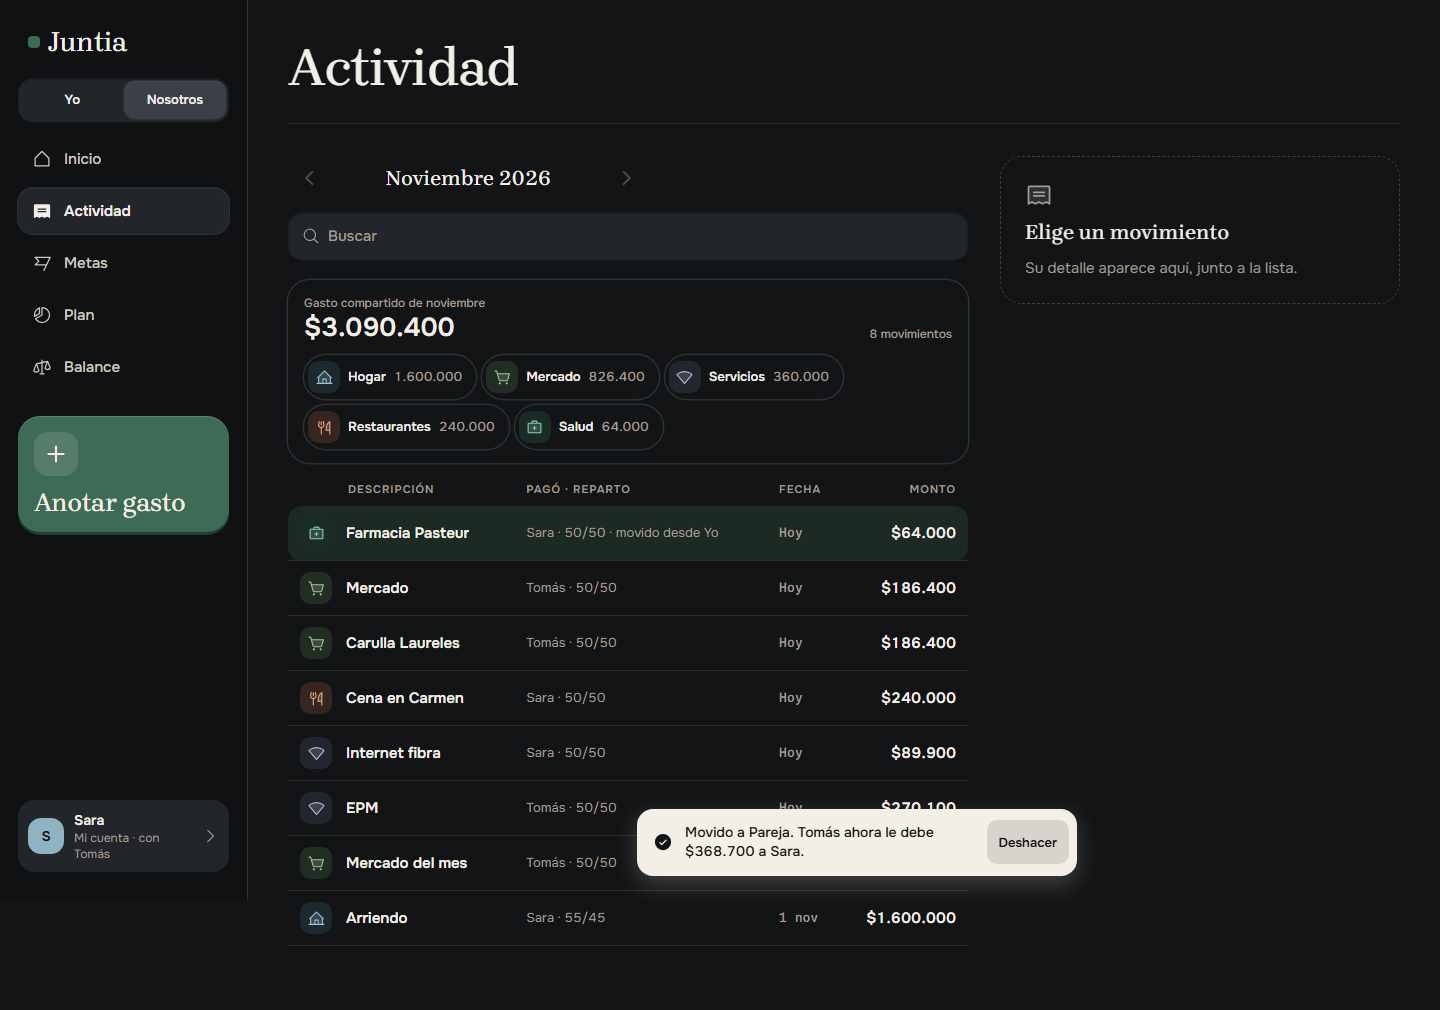 Juntia
Yo
Nosotros
Inicio
Actividad
Metas
Plan
Balance
Anotar gasto
S
Sara
Mi cuenta · con
Tomás
Actividad
Noviembre 2026
Buscar
Gasto compartido de noviembre
$3.090.400
8 movimientos
Hogar 1.600.000
Mercado 826.400
Servicios 360.000
Restaurantes 240.000
Salud 64.000
DESCRIPCIÓN PAGÓ · REPARTO FECHA MONTO
Farmacia Pasteur Sara · 50/50 · movido desde Yo Hoy $64.000
Mercado Tomás · 50/50 Hoy $186.400
Carulla Laureles Tomás · 50/50 Hoy $186.400
Cena en Carmen Sara · 50/50 Hoy $240.000
Internet fibra Sara · 50/50 Hoy $89.900
EPM Tomás · 50/50 Hoy $270.100
Mercado del mes Tomás · 50/50
Arriendo Sara · 55/45 1 nov $1.600.000
Movido a Pareja. Tomás ahora le debe
$368.700 a Sara.
Deshacer
Elige un movimiento
Su detalle aparece aquí, junto a la lista.